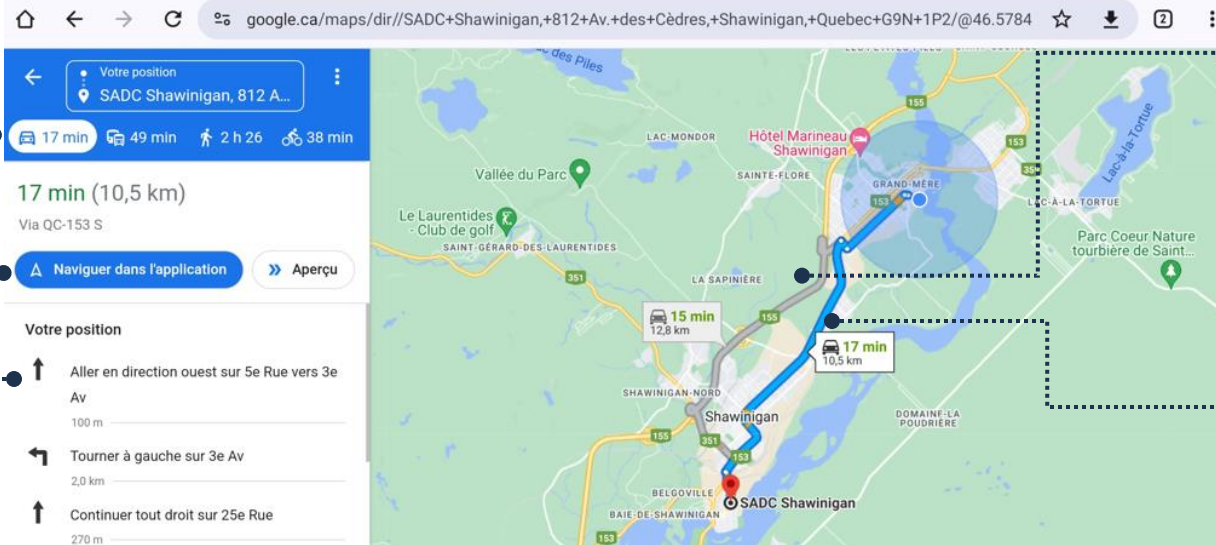 google.ca/maps/dir//SADC+Shawinigan,+812+Av.+des+Cèdres,+Shawinigan,+Quebec+G9N+1P2/@46.5784
2
Votre position
SADC Shawinigan, 812 A...
17 min
49 min
2 h 26
38 min
17 min (10,5 km)
Via QC-153 S
Naviguer dans l'application
Aperçu
Votre position
Aller en direction ouest sur 5e Rue vers 3e
Av
100 m
Tourner à gauche sur 3e Av
2,0 km
Continuer tout droit sur 25e Rue
270 m
des Piles
155
LAC-MONDOR
Hôtel Marineau
Shawinigan
153
Lac-à-la-Tortue
Vallée du Parc
SAINTE-FLORE
GRAND-MÈRE
153
LAC-À-LA-TORTUE
Le Laurentides
- Club de golf
SAINT-GÉRARD-DES-LAURENTIDES
Parc Coeur Nature
tourbière de Saint...
351
LA SAPINIÈRE
15 min
12,8 km
155
17 min
10,5 km
SHAWINIGAN-NORD
Shawinigan
DOMAINE-LA
POUDRIÈRE
155
351
153
BELGOVILLE
SADC Shawinigan
BAIE-DE-SHAWINIGAN
153